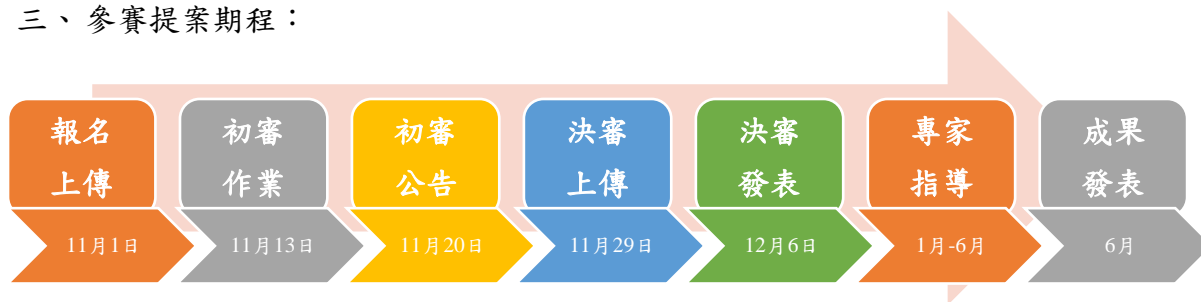 三、參賽提案期程：
報名
上傳
11月1日
初審
作業
11月13日
初審
公告
11月20日
決審
上傳
11月29日
決審
發表
12月6日
專家
指導
1月-6月
成果
發表
6月